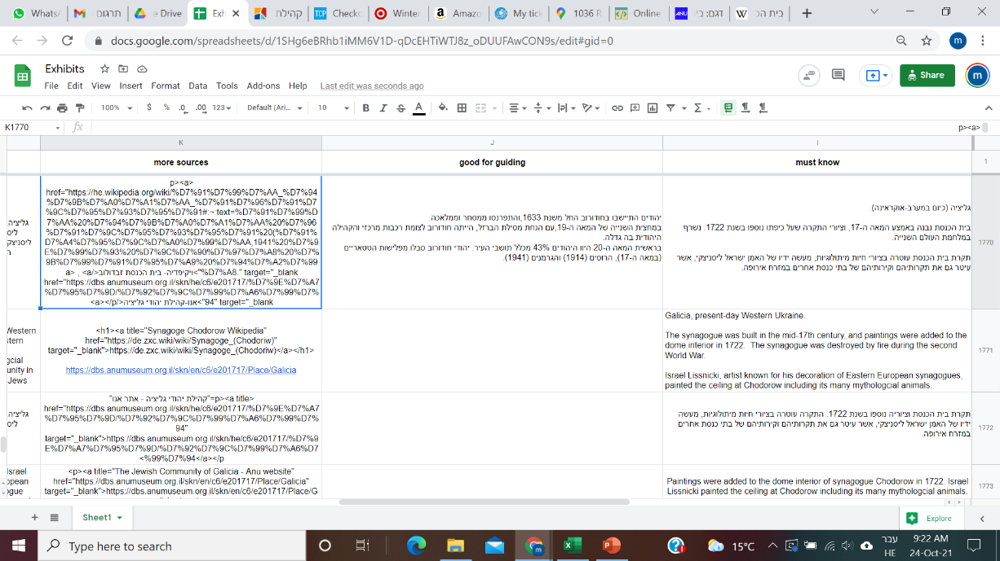 WhatsA
תרגום
e Drive
Exh
קהילת
Check
Winter
Amazo
My tick
1036 R
Online
דגם: בי
בית הכ
docs.google.com/spreadsheets/d/1SHg6eBRhb1iMM6V1D-qDcEHTiWTJ8z_oDUUFAwCON9s/edit#gid=0
Exhibits
File Edit View Insert Format Data Tools Add-ons Help Last edit was seconds ago
Share
100% $ % .0 .00 123 Default (Ari... 10 B I S A
K1770 fx p><a>
K J I
more sources good for guiding must know 1
p><a>
href="https://he.wikipedia.org/wiki/%D7%91%D7%99%D7%AA_%D7%94
%D7%9B%D7%A0%D7%A1%D7%AA_%D7%91%D7%96%D7%91%D7
%9C%D7%95%D7%93%D7%95%D7%91#:~:text=%D7%91%D7%99%D
7%AA%20%D7%94%D7%9B%D7%A0%D7%A1%D7%AA%20%D7%96
%D7%91%D7%9C%D7%95%D7%93%D7%95%D7%91%20(%D7%91%
D7%A4%D7%95%D7%9C%D7%A0%D7%99%D7%AA,1941%20%D7%9
E%D7%99%D7%93%20%D7%9C%D7%90%D7%97%D7%A8%20%D7%
9B%D7%99%D7%91%D7%95%D7%A9%20%D7%94%D7%A2%D7%99
%D7%A8." target="_blank">ויקיפדיה- בית הכנסת זבדולוב</a> , <a
href="https://dbs.anumuseum.org.il/skn/he/c6/e201717/%D7%9E%D7%A7
%D7%95%D7%9D/%D7%92%D7%9C%D7%99%D7%A6%D7%99%D7%
94" target="_blank">אנו-קהילת יהודי גליציה</a></p>
יהודים התיישבו בחודורוב החל משנת 1633,והתפרנסו ממסחר וממלאכה.
במחצית השנייה של המאה ה-19,עם הנחת מסילת הברזל, הייתה חודורוב לצומת רכבות מרכזי והקהילה
היהודית בה גדלה.
בראשית המאה ה-20 היוו היהודים 43% מכלל תושבי העיר. יהודי חודורוב סבלו מפלישות הטטאריים
(במאה ה-17), הרוסים (1914) והגרמנים (1941).
גליציה (כיום במערב-אוקראינה).
בית הכנסת נבנה באמצע המאה ה-17, וציורי התקרה שעל כיפתו נוספו בשנת 1722. נשרף
במלחמת העולם השנייה.
תקרת בית הכנסת עוטרה בציורי חיות מיתולוגיות, מעשה ידיו של האמן ישראל ליסניצקי, אשר
עיטר גם את תקרותיהם וקירותיהם של בתי כנסת אחרים במזרח אירופה.
1770
גליציה
ליסניצק
Western
<h1><a title="Synagoge Chodorow Wikipedia"
href="https://de.zxc.wiki/wiki/Synagoge_(Chodoriw)"
target="_blank">https://de.zxc.wiki/wiki/Synagoge_(Chodoriw)</a></h1>
https://dbs.anumuseum.org.il/skn/en/c6/e201717/Place/Galicia
Galicia, present-day Western Ukraine.
The synagogue was built in the mid-17th century, and paintings were added to the
dome interior in 1722. The synagogue was destroyed by fire during the second
World War.
Israel Lissnicki, artist known for his decoration of Eastern European synagogues,
painted the ceiling at Chodorow including its many mythologcial animals.
1771
stern
gcial
unity in
Jews
גליציה
"קהילת יהודי גליציה - אתר אנו"=p><a title
href="https://dbs.anumuseum.org.il/skn/he/c6/e201717/%D7%9E%D7%A7
%D7%95%D7%9D/%D7%92%D7%9C%D7%99%D7%A6%D7%99%D7%
94"
target="_blank">https://dbs.anumuseum.org.il/skn/he/c6/e201717/%D7%9
E%D7%A7%D7%95%D7%9D/%D7%92%D7%9C%D7%99%D7%A6%D7
%99%D7%94</a></p>
תקרת בית הכנסת וציוריה נוספו בשנת 1722. התקרה עוטרה בציורי חיות מיתולוגיות, מעשה
ידיו של האמן ישראל ליסניצקי, אשר עיטר גם את תקרותיהם וקירותיהם של בתי כנסת אחרים
במזרח אירופה.
1772
Israel
opean
ogue
<p><a title="The Jewish Community of Galicia - Anu website"
href="https://dbs.anumuseum.org.il/skn/en/c6/e201717/Place/Galicia"
target="_blank">https://dbs.anumuseum.org.il/skn/en/c6/e201717/Place/G
Paintings were added to the dome interior of synagogue Chodorow in 1722. Israel
Lissnicki painted the ceiling at Chodorow including its many mythologcial animals.
1773
Sheet1
Explore
Type here to search
15°C
עבר
HE
9:22 AM
24-Oct-21